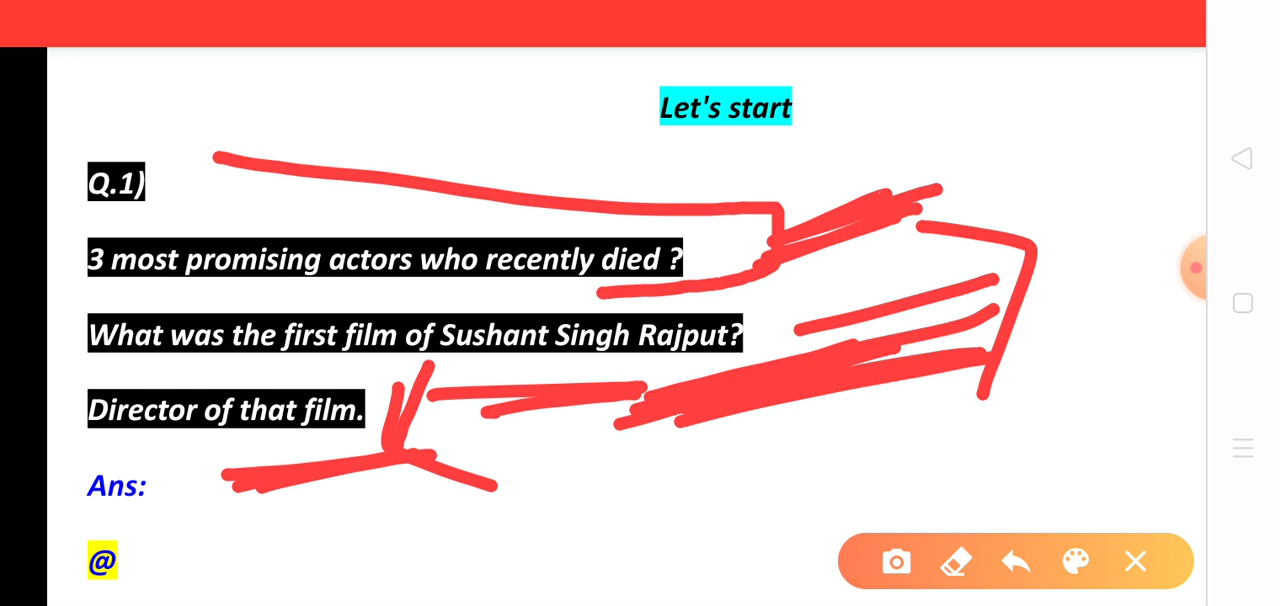 Let's start
Q.1)
3 most promising actors who recently died ?
What was the first film of Sushant Singh Rajput?
Director of that film.
Ans:
@